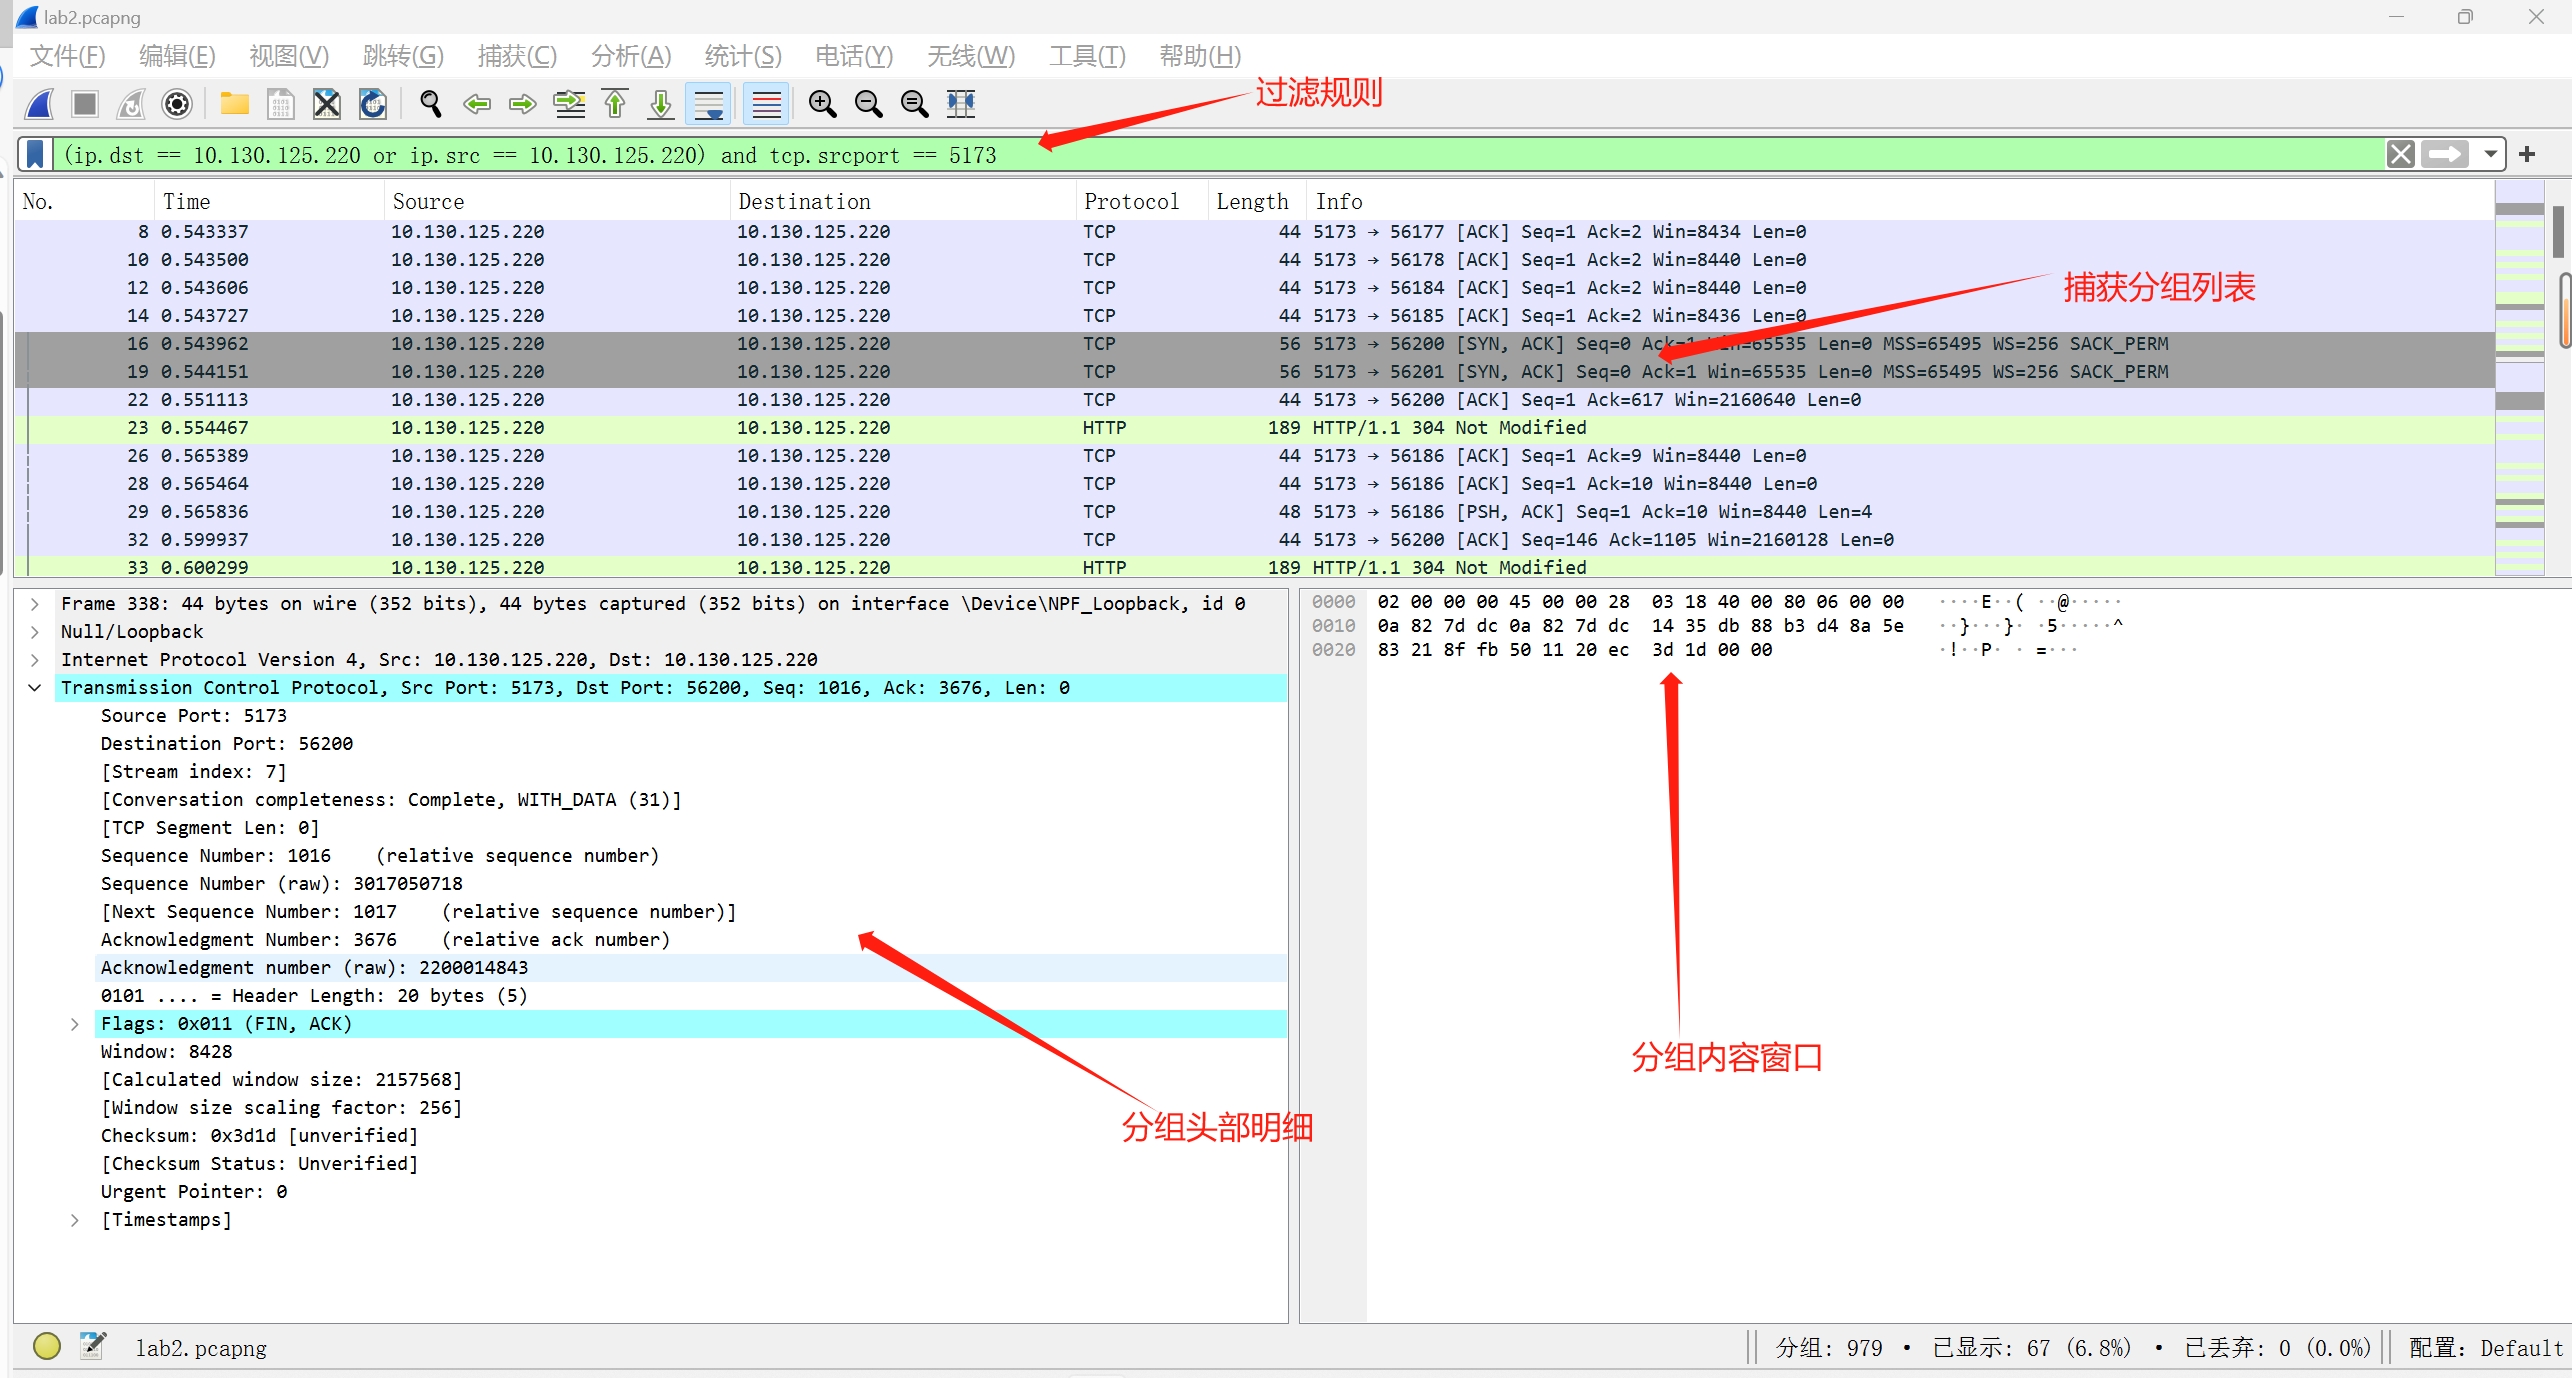 lab2.pcapng
文件(F) 编辑(E) 视图(V) 跳转(G) 捕获(C) 分析(A) 统计(S) 电话(Y) 无线(W) 工具(T) 帮助(H)
过滤规则
(ip.dst == 10.130.125.220 or ip.src == 10.130.125.220) and tcp.srcport == 5173
No. Time Source Destination Protocol Length Info
8 0.543337 10.130.125.220 10.130.125.220 TCP 44 5173 → 56177 [ACK] Seq=1 Ack=2 Win=8434 Len=0
10 0.543500 10.130.125.220 10.130.125.220 TCP 44 5173 → 56178 [ACK] Seq=1 Ack=2 Win=8440 Len=0
12 0.543606 10.130.125.220 10.130.125.220 TCP 44 5173 → 56184 [ACK] Seq=1 Ack=2 Win=8440 Len=0
捕获分组列表
14 0.543727 10.130.125.220 10.130.125.220 TCP 44 5173 → 56185 [ACK] Seq=1 Ack=2 Win=8436 Len=0
16 0.543962 10.130.125.220 10.130.125.220 TCP 56 5173 → 56200 [SYN, ACK] Seq=0 Ack=1 Win=65535 Len=0 MSS=65495 WS=256 SACK_PERM
19 0.544151 10.130.125.220 10.130.125.220 TCP 56 5173 → 56201 [SYN, ACK] Seq=0 Ack=1 Win=65535 Len=0 MSS=65495 WS=256 SACK_PERM
22 0.551113 10.130.125.220 10.130.125.220 TCP 44 5173 → 56200 [ACK] Seq=1 Ack=617 Win=2160640 Len=0
23 0.554467 10.130.125.220 10.130.125.220 HTTP 189 HTTP/1.1 304 Not Modified
26 0.565389 10.130.125.220 10.130.125.220 TCP 44 5173 → 56186 [ACK] Seq=1 Ack=9 Win=8440 Len=0
28 0.565464 10.130.125.220 10.130.125.220 TCP 44 5173 → 56186 [ACK] Seq=1 Ack=10 Win=8440 Len=0
29 0.565836 10.130.125.220 10.130.125.220 TCP 48 5173 → 56186 [PSH, ACK] Seq=1 Ack=10 Win=8440 Len=4
32 0.599937 10.130.125.220 10.130.125.220 TCP 44 5173 → 56200 [ACK] Seq=146 Ack=1105 Win=2160128 Len=0
33 0.600299 10.130.125.220 10.130.125.220 HTTP 189 HTTP/1.1 304 Not Modified
Frame 338: 44 bytes on wire (352 bits), 44 bytes captured (352 bits) on interface \Device\NPF_Loopback, id 0
Null/Loopback
Internet Protocol Version 4, Src: 10.130.125.220, Dst: 10.130.125.220
Transmission Control Protocol, Src Port: 5173, Dst Port: 56200, Seq: 1016, Ack: 3676, Len: 0
Source Port: 5173
Destination Port: 56200
[Stream index: 7]
[Conversation completeness: Complete, WITH_DATA (31)]
[TCP Segment Len: 0]
Sequence Number: 1016 (relative sequence number)
Sequence Number (raw): 3017050718
[Next Sequence Number: 1017 (relative sequence number)]
Acknowledgment Number: 3676 (relative ack number)
Acknowledgment number (raw): 2200014843
0101 .... = Header Length: 20 bytes (5)
Flags: 0x011 (FIN, ACK)
Window: 8428
[Calculated window size: 2157568]
[Window size scaling factor: 256]
Checksum: 0x3d1d [unverified]
[Checksum Status: Unverified]
Urgent Pointer: 0
[Timestamps]
分组头部明细
0000 02 00 00 00 45 00 00 28 03 18 40 00 80 06 00 00 ····E··( ··@·····
0010 0a 82 7d dc 0a 82 7d dc 14 35 db 88 b3 d4 8a 5e ··}···}· ·5·····^
0020 83 21 8f fb 50 11 20 ec 3d 1d 00 00 ·!··P· · =···
分组内容窗口
lab2.pcapng 分组: 979 · 已显示: 67 (6.8%) · 已丢弃: 0 (0.0%) 配置: Default